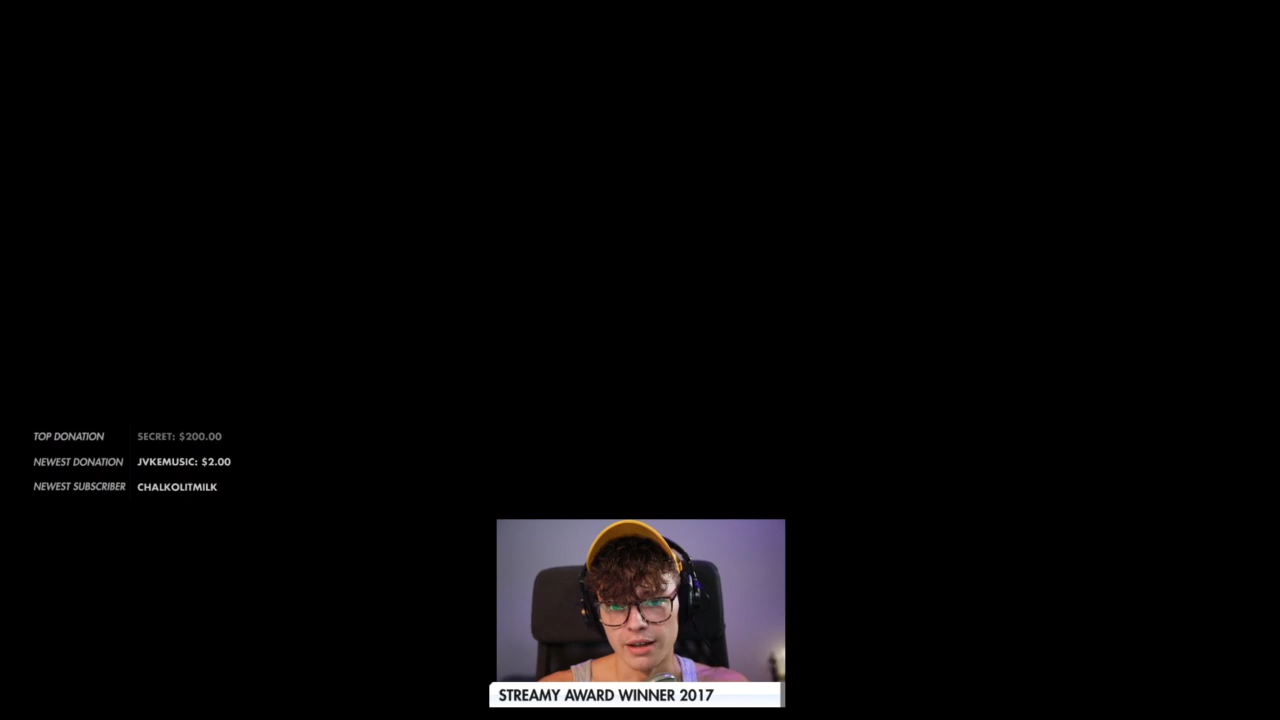 TOP DONATION SECRET: $200.00
NEWEST DONATION JVKEMUSIC: $2.00
NEWEST SUBSCRIBER CHALKOLITMILK
STREAMY AWARD WINNER 2017